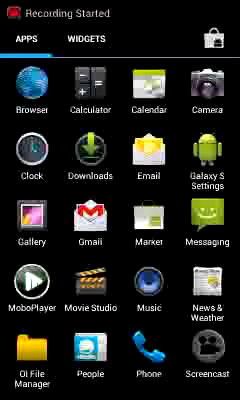 Recording Started
APPS WIDGETS
Browser Calculator Calendar Camera
Clock Downloads Email Galaxy S
Settings
Gallery Gmail Market Messaging
MoboPlayer Movie Studio Music News &
Weather
OI File People Phone Screencast
Manager